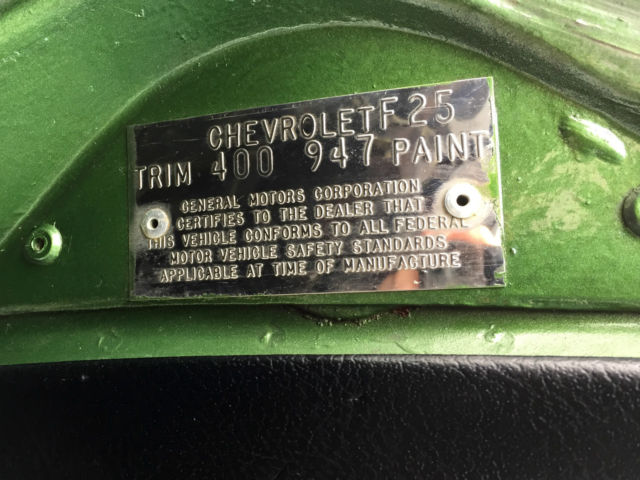 CHEVROLET F25
TRIM 400 947 PAINT
GENERAL MOTORS CORPORATION
CERTIFIES TO THE DEALER THAT
THIS VEHICLE CONFORMS TO ALL FEDERAL
MOTOR VEHICLE SAFETY STANDARDS
APPLICABLE AT TIME OF MANUFACTURE